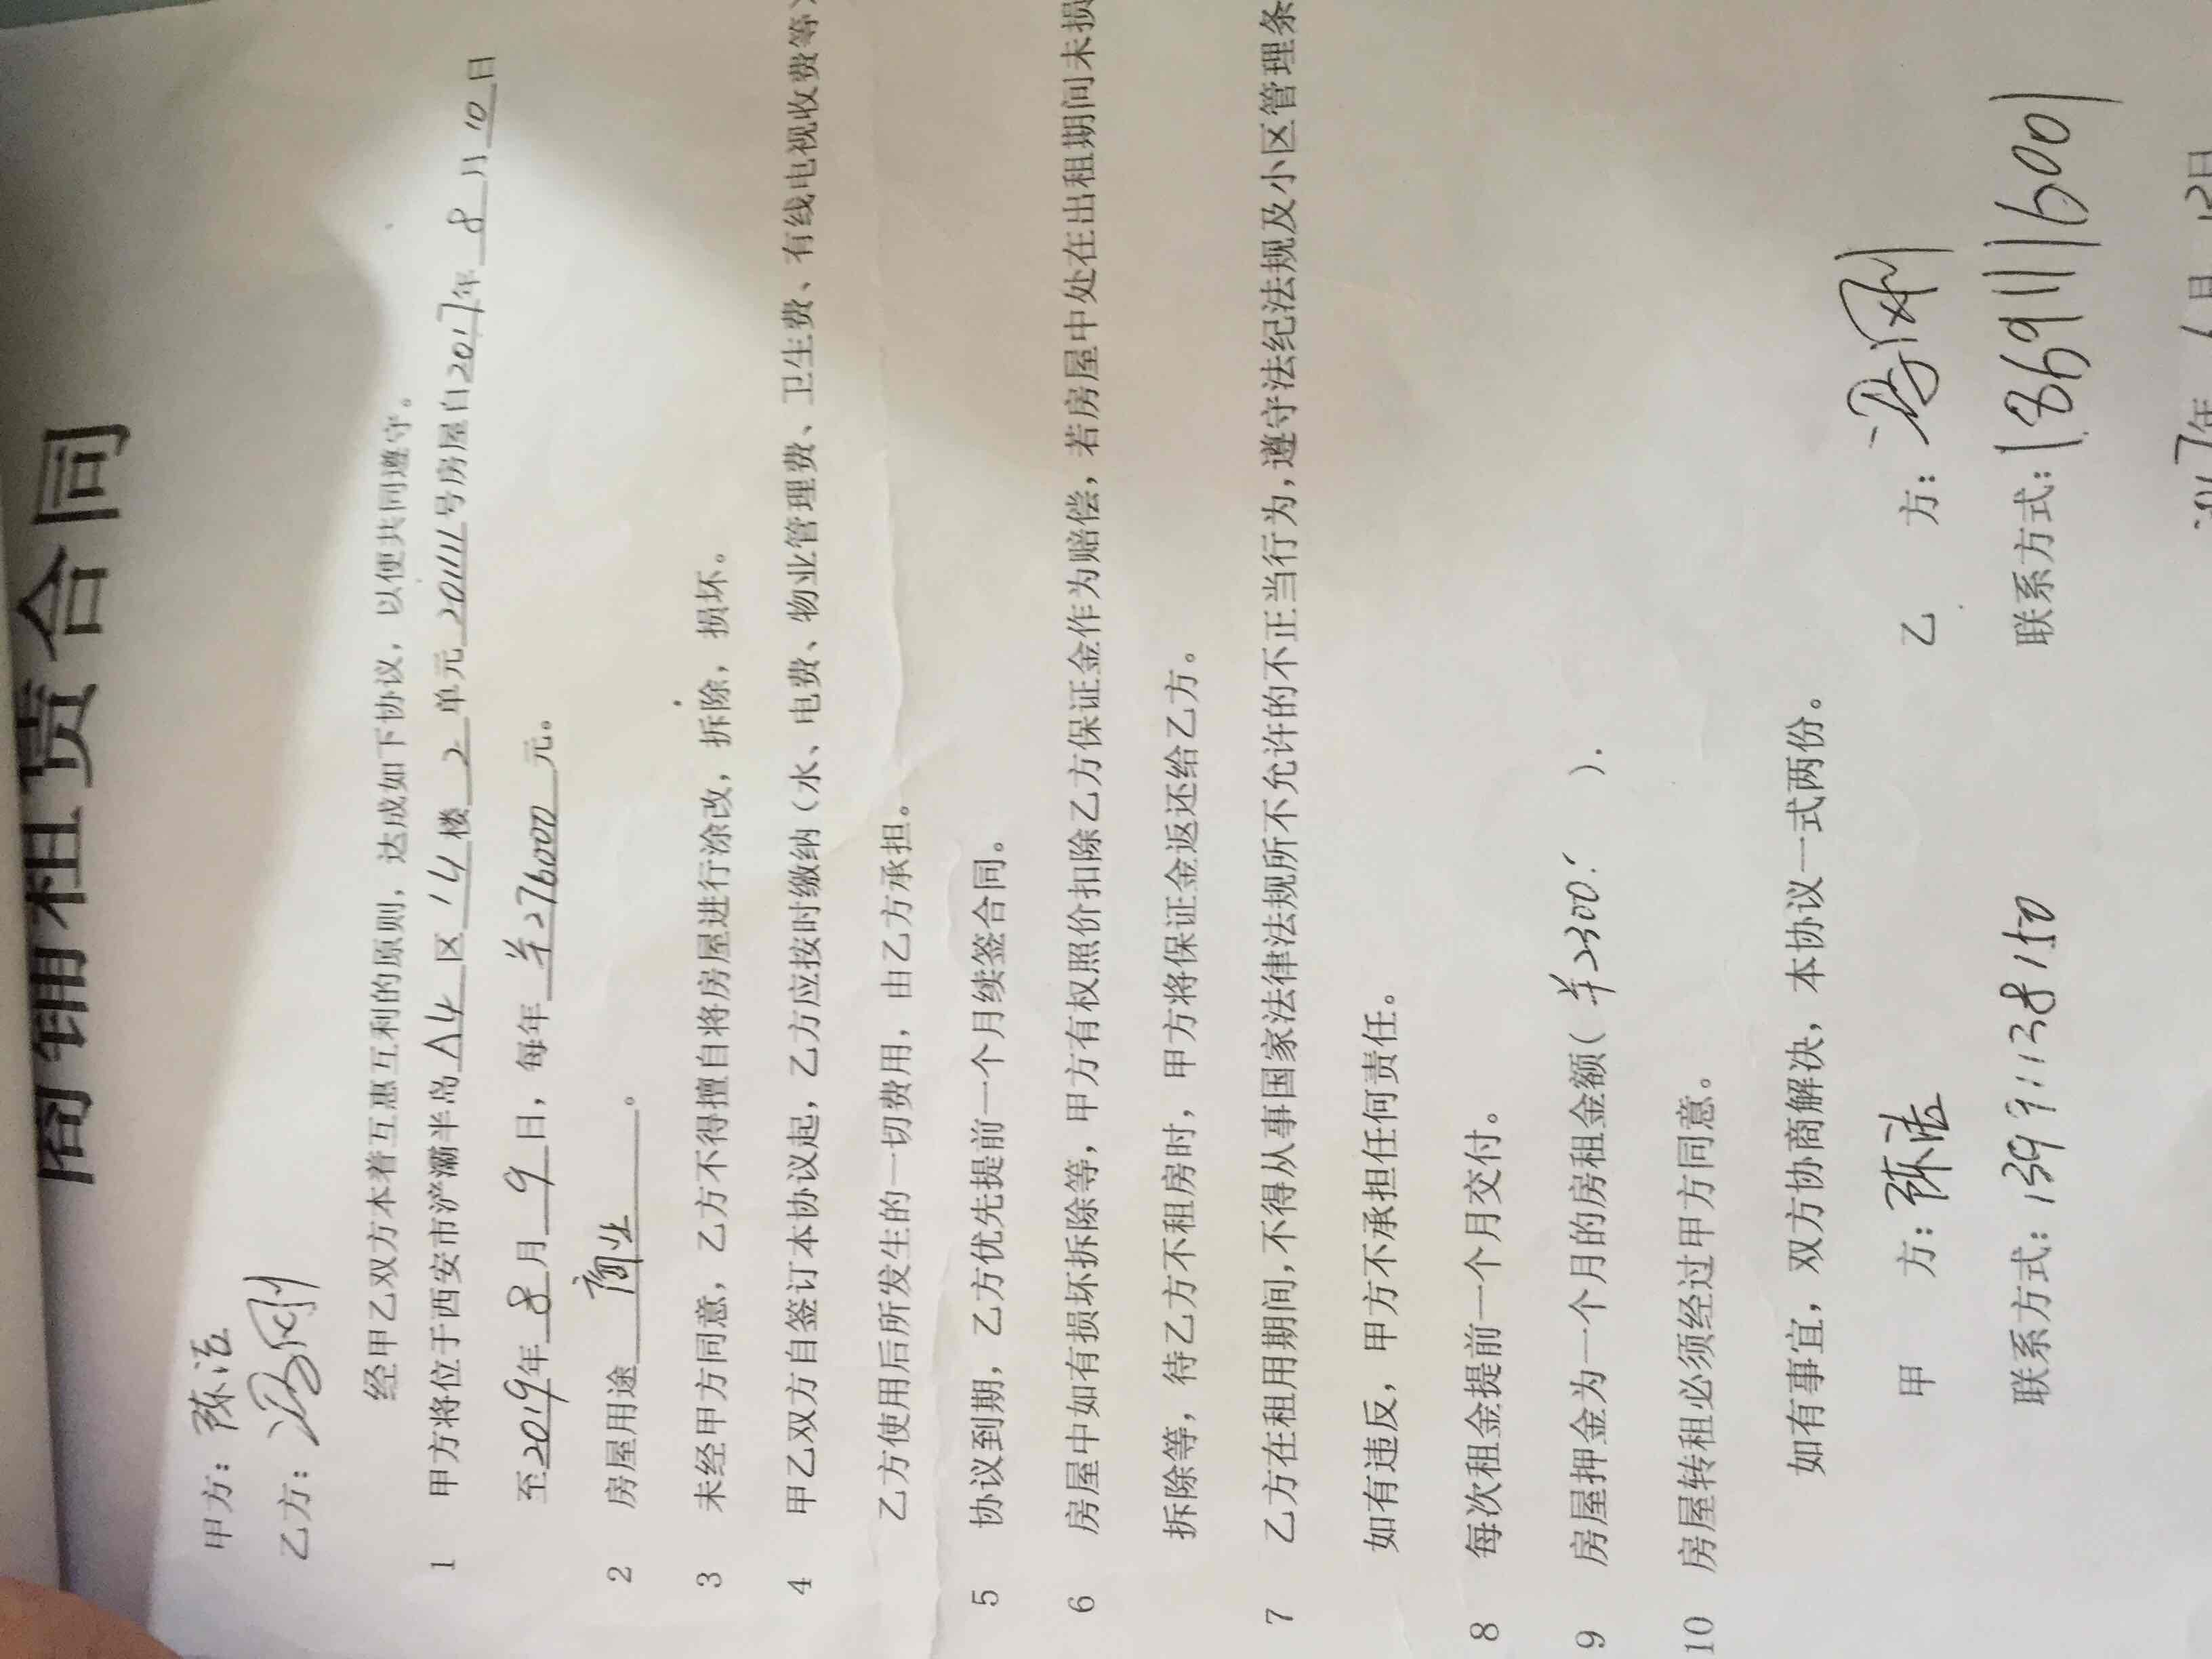 商铺租赁合同
甲方：陈洁
乙方：冯刚
经甲乙双方本着互惠互利的原则，达成如下协议，以便共同遵守。
1 甲方将位于西安市浐灞半岛 A4 区 14 楼 2 单元 号房屋自2017年 8 月 10 日
至2019年 8 月 9 日，每年 ¥276000 元。
2 房屋用途 商业 。
3 未经甲方同意，乙方不得擅自将房屋进行涂改，拆除，损坏。
4 甲乙双方自签订本协议起，乙方应按时缴纳（水、电费、物业管理费、卫生费、有线电视收费等）
乙方使用后所发生的一切费用，由乙方承担。
5 协议到期，乙方优先提前一个月续签合同。
6 房屋中如有损坏拆除等，甲方有权照价扣除乙方保证金作为赔偿，若房屋中处在出租期间未损
拆除等，待乙方不租房时，甲方将保证金返还给乙方。
7 乙方在租用期间，不得从事国家法律法规所不允许的不正当行为，遵守法纪法规及小区管理条
如有违反，甲方不承担任何责任。
8 每次租金提前一个月交付。
9 房屋押金为一个月的房租金额( ).
10 房屋转租必须经过甲方同意。
如有事宜，双方协商解决，本协议一式两份。
甲 方：陈洁 乙 方：冯刚
联系方式：13991138150 联系方式：18691116001
2017年 月 13日